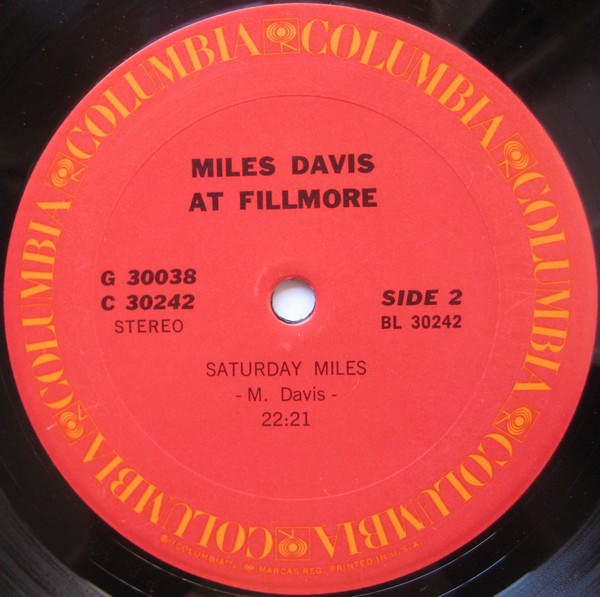 COLUMBIA COLUMBIA COLUMBIA COLUMBIA COLUMBIA COLUMBIA
MILES DAVIS
AT FILLMORE
G 30038
C 30242
STEREO
SIDE 2
BL 30242
SATURDAY MILES
- M. Davis -
22:21
"COLUMBIA", MARCAS REG. PRINTED IN U.S.A.